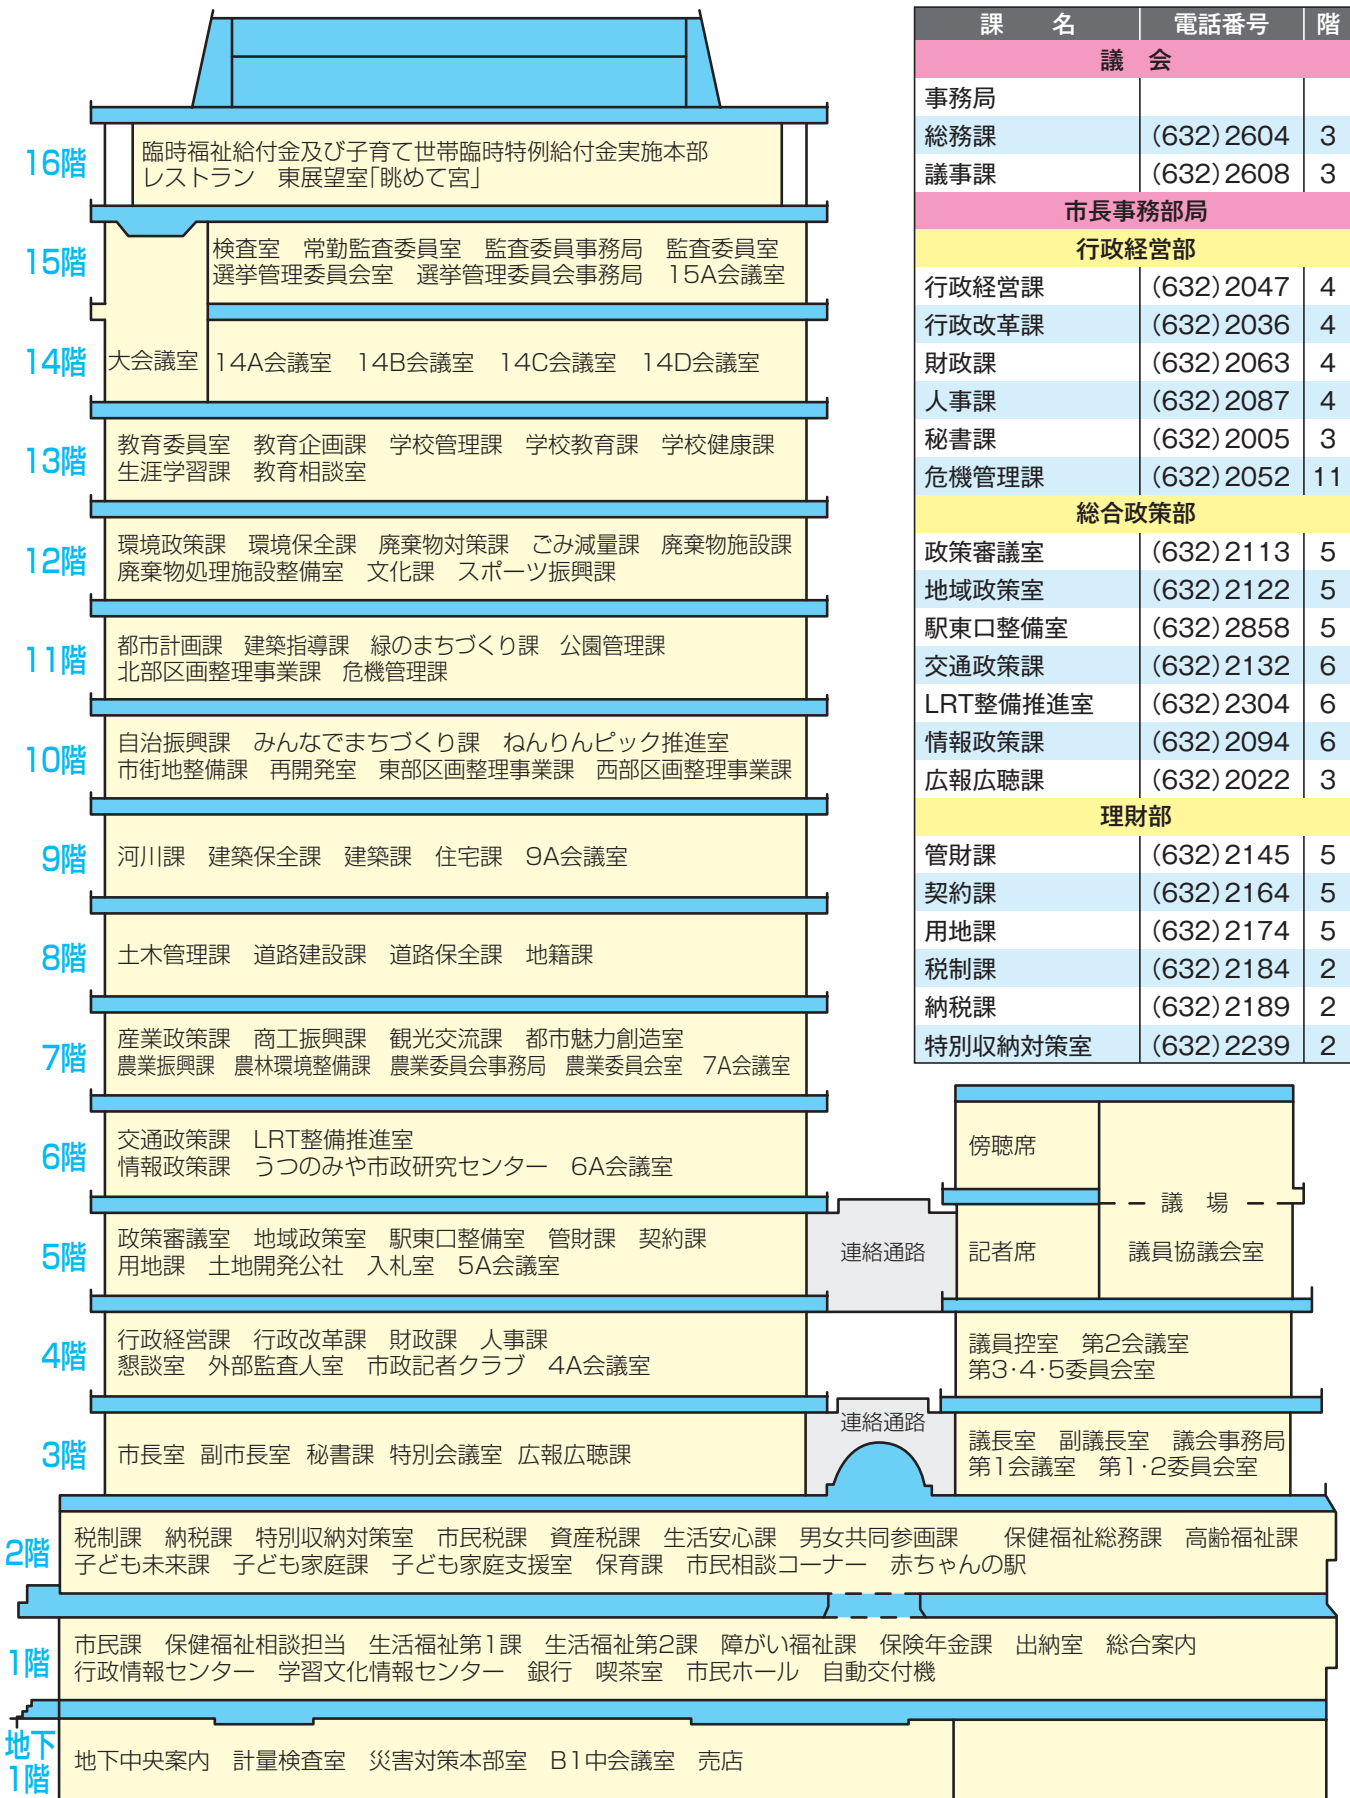 16階
臨時福祉給付金及び子育て世帯臨時特例給付金実施本部
レストラン　東展望室「眺めて宮」
15階
検査室　常勤監査委員室　監査委員事務局　監査委員室
選挙管理委員会室　選挙管理委員会事務局　15A会議室
14階
大会議室
14A会議室　14B会議室　14C会議室　14D会議室
13階
教育委員室　教育企画課　学校管理課　学校教育課　学校健康課
生涯学習課　教育相談室
12階
環境政策課　環境保全課　廃棄物対策課　ごみ減量課　廃棄物施設課
廃棄物処理施設整備室　文化課　スポーツ振興課
11階
都市計画課　建築指導課　緑のまちづくり課　公園管理課
北部区画整理事業課　危機管理課
10階
自治振興課　みんなでまちづくり課　ねんりんピック推進室
市街地整備課　再開発室　東部区画整理事業課　西部区画整理事業課
9階
河川課　建築保全課　建築課　住宅課　9A会議室
8階
土木管理課　道路建設課　道路保全課　地籍課
7階
産業政策課　商工振興課　観光交流課　都市魅力創造室
農業振興課　農林環境整備課　農業委員会事務局　農業委員会室　7A会議室
6階
交通政策課　LRT整備推進室
情報政策課　うつのみや市政研究センター　6A会議室
5階
政策審議室　地域政策室　駅東口整備室　管財課　契約課
用地課　土地開発公社　入札室　5A会議室
4階
行政経営課　行政改革課　財政課　人事課
懇談室　外部監査人室　市政記者クラブ　4A会議室
3階
市長室　副市長室　秘書課　特別会議室　広報広聴課
連絡通路
連絡通路
傍聴席
議　場
記者席
議員協議会室
議員控室　第2会議室
第3・4・5委員会室
議長室　副議長室　議会事務局
第1会議室　第1・2委員会室
2階
税制課　納税課　特別収納対策室　市民税課　資産税課　生活安心課　男女共同参画課　保健福祉総務課　高齢福祉課
子ども未来課　子ども家庭課　子ども家庭支援室　保育課　市民相談コーナー　赤ちゃんの駅
1階
市民課　保健福祉相談担当　生活福祉第1課　生活福祉第2課　障がい福祉課　保険年金課　出納室　総合案内
行政情報センター　学習文化情報センター　銀行　喫茶室　市民ホール　自動交付機
地下
1階
地下中央案内　計量検査室　災害対策本部室　B1中会議室　売店
課　名　電話番号　階
議　会
事務局
総務課　(632)2604　3
議事課　(632)2608　3
市長事務部局
行政経営部
行政経営課　(632)2047　4
行政改革課　(632)2036　4
財政課　(632)2063　4
人事課　(632)2087　4
秘書課　(632)2005　3
危機管理課　(632)2052　11
総合政策部
政策審議室　(632)2113　5
地域政策室　(632)2122　5
駅東口整備室　(632)2858　5
交通政策課　(632)2132　6
LRT整備推進室　(632)2304　6
情報政策課　(632)2094　6
広報広聴課　(632)2022　3
理財部
管財課　(632)2145　5
契約課　(632)2164　5
用地課　(632)2174　5
税制課　(632)2184　2
納税課　(632)2189　2
特別収納対策室　(632)2239　2